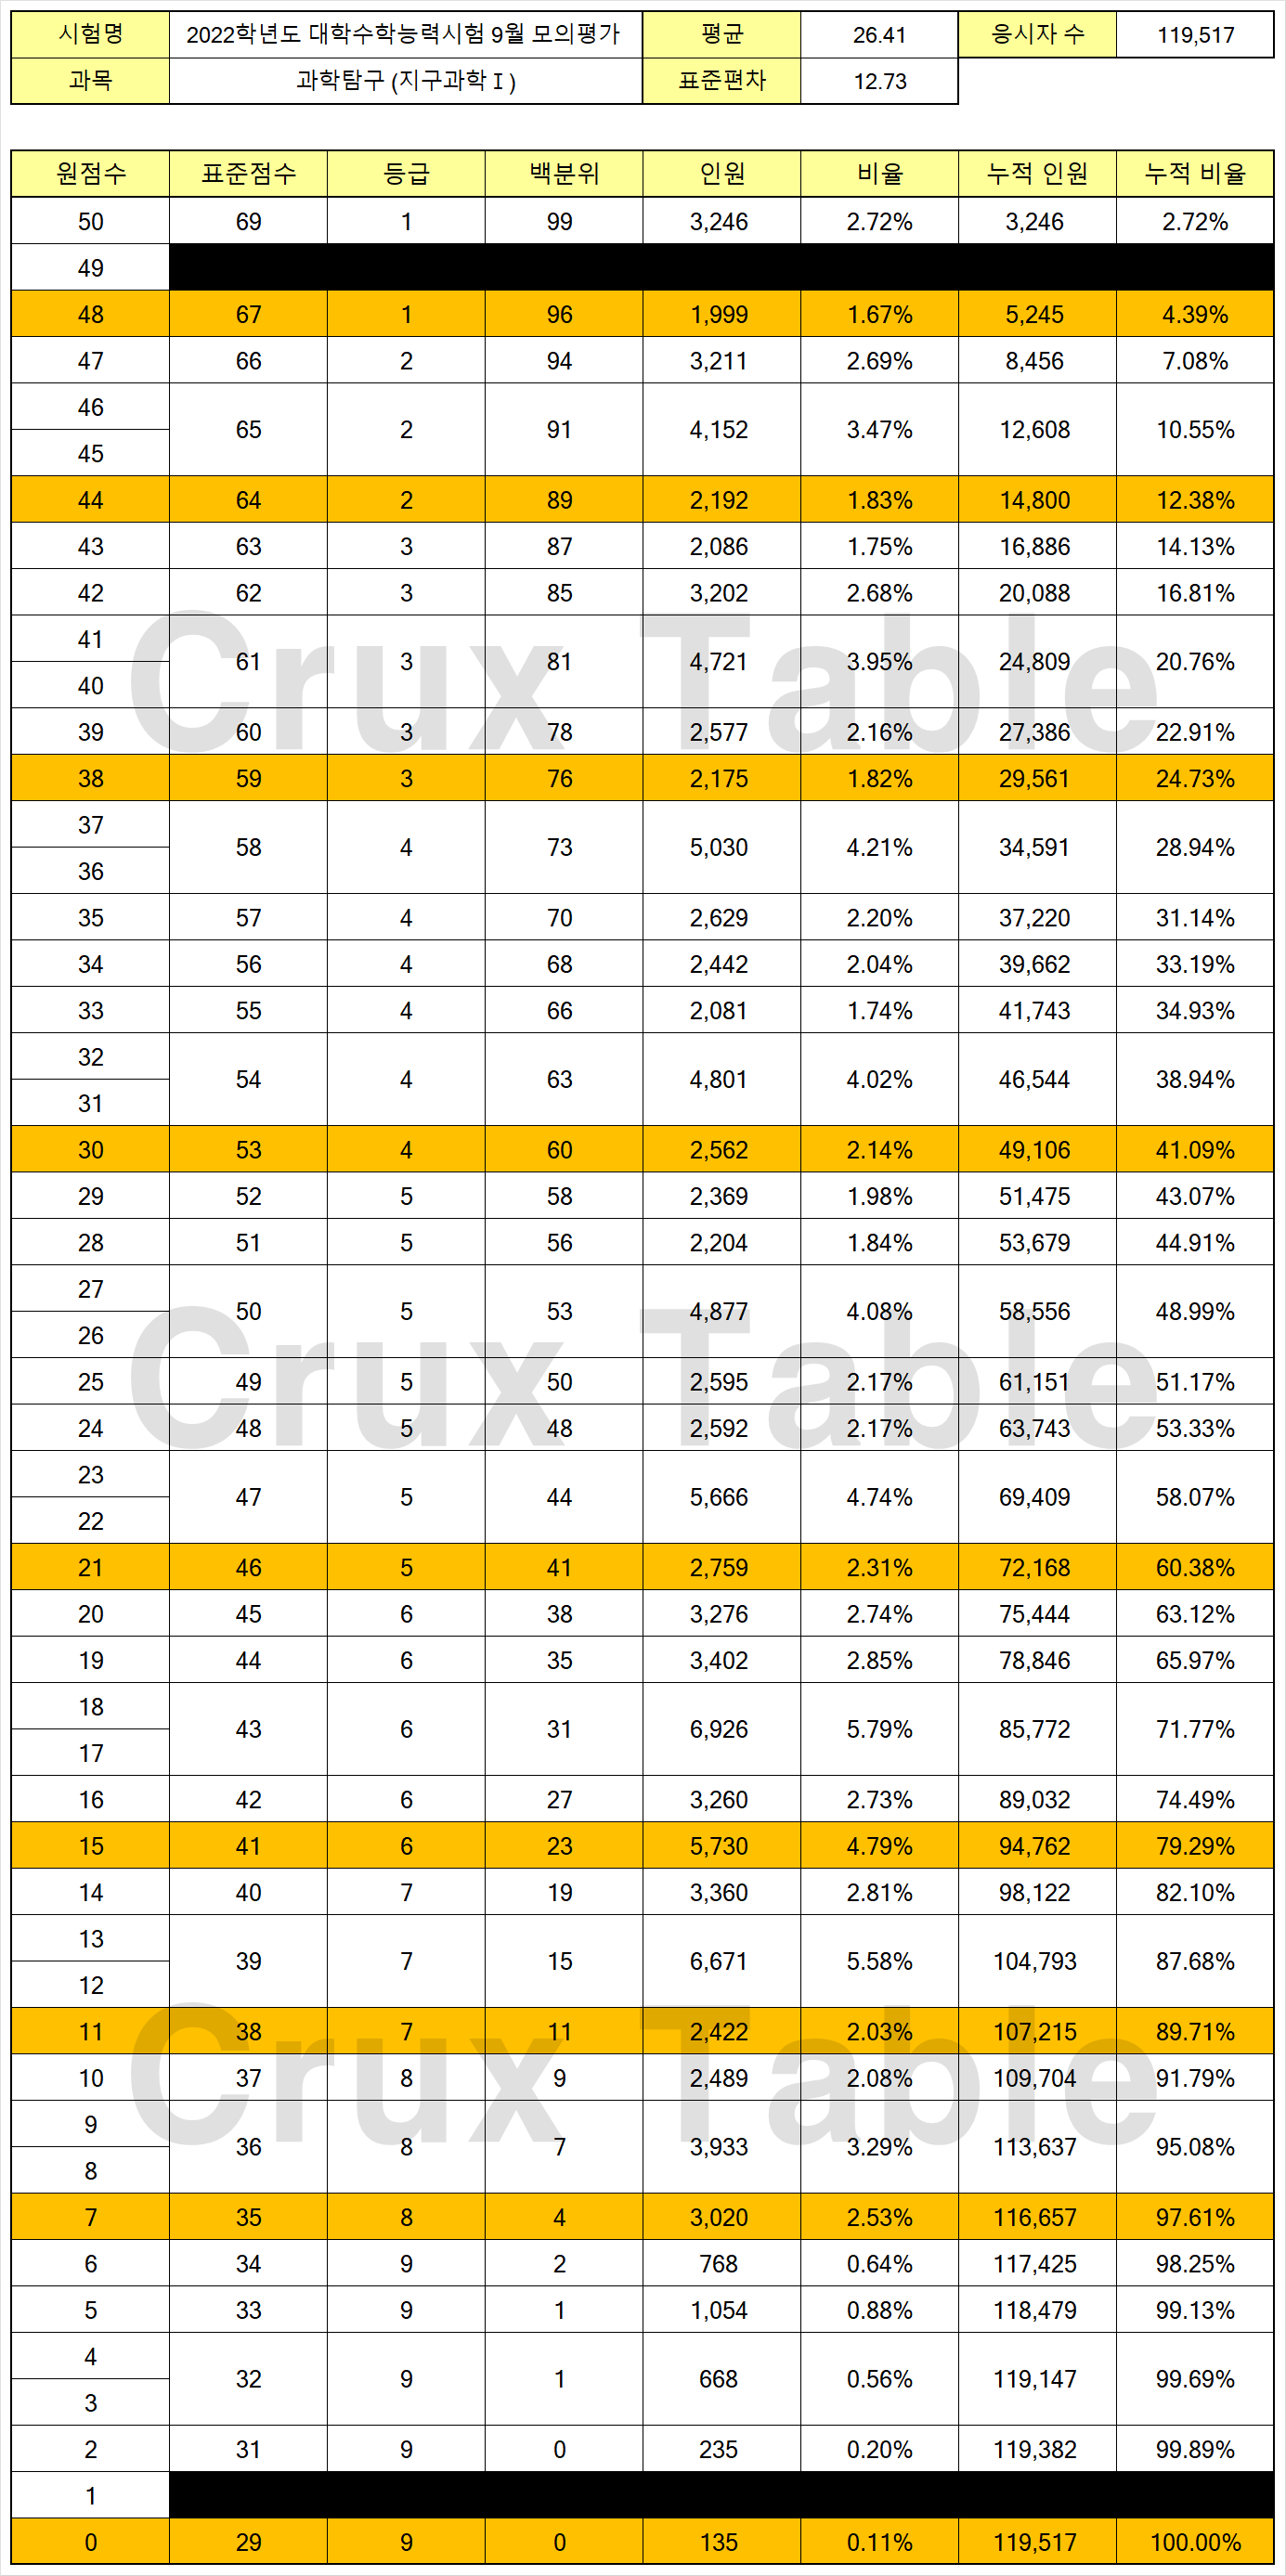 시험명 2022학년도 대학수학능력시험 9월 모의평가 평균 26.41 응시자 수 119,517
과목 과학탐구 (지구과학 I) 표준편차 12.73
원점수 표준점수 등급 백분위 인원 비율 누적 인원 누적 비율
50 69 1 99 3,246 2.72% 3,246 2.72%
49
48 67 1 96 1,999 1.67% 5,245 4.39%
47 66 2 94 3,211 2.69% 8,456 7.08%
46
65 2 91 4,152 3.47% 12,608 10.55%
45
44 64 2 89 2,192 1.83% 14,800 12.38%
43 63 3 87 2,086 1.75% 16,886 14.13%
42 62 3 85 3,202 2.68% 20,088 16.81%
41
61 3 81 4,721 3.95% 24,809 20.76%
40
Crux Table
39 60 3 78 2,577 2.16% 27,386 22.91%
38 59 3 76 2,175 1.82% 29,561 24.73%
37
58 4 73 5,030 4.21% 34,591 28.94%
36
35 57 4 70 2,629 2.20% 37,220 31.14%
34 56 4 68 2,442 2.04% 39,662 33.19%
33 55 4 66 2,081 1.74% 41,743 34.93%
32
54 4 63 4,801 4.02% 46,544 38.94%
31
30 53 4 60 2,562 2.14% 49,106 41.09%
29 52 5 58 2,369 1.98% 51,475 43.07%
28 51 5 56 2,204 1.84% 53,679 44.91%
27
50 5 53 4,877 4.08% 58,556 48.99%
26
Crux Table
25 49 5 50 2,595 2.17% 61,151 51.17%
24 48 5 48 2,592 2.17% 63,743 53.33%
23
47 5 44 5,666 4.74% 69,409 58.07%
22
21 46 5 41 2,759 2.31% 72,168 60.38%
20 45 6 38 3,276 2.74% 75,444 63.12%
19 44 6 35 3,402 2.85% 78,846 65.97%
18
43 6 31 6,926 5.79% 85,772 71.77%
17
16 42 6 27 3,260 2.73% 89,032 74.49%
15 41 6 23 5,730 4.79% 94,762 79.29%
14 40 7 19 3,360 2.81% 98,122 82.10%
13
39 7 15 6,671 5.58% 104,793 87.68%
12
11 38 7 11 2,422 2.03% 107,215 89.71%
Crux Table
10 37 8 9 2,489 2.08% 109,704 91.79%
9
36 8 7 3,933 3.29% 113,637 95.08%
8
7 35 8 4 3,020 2.53% 116,657 97.61%
6 34 9 2 768 0.64% 117,425 98.25%
5 33 9 1 1,054 0.88% 118,479 99.13%
4
32 9 1 668 0.56% 119,147 99.69%
3
2 31 9 0 235 0.20% 119,382 99.89%
1
0 29 9 0 135 0.11% 119,517 100.00%